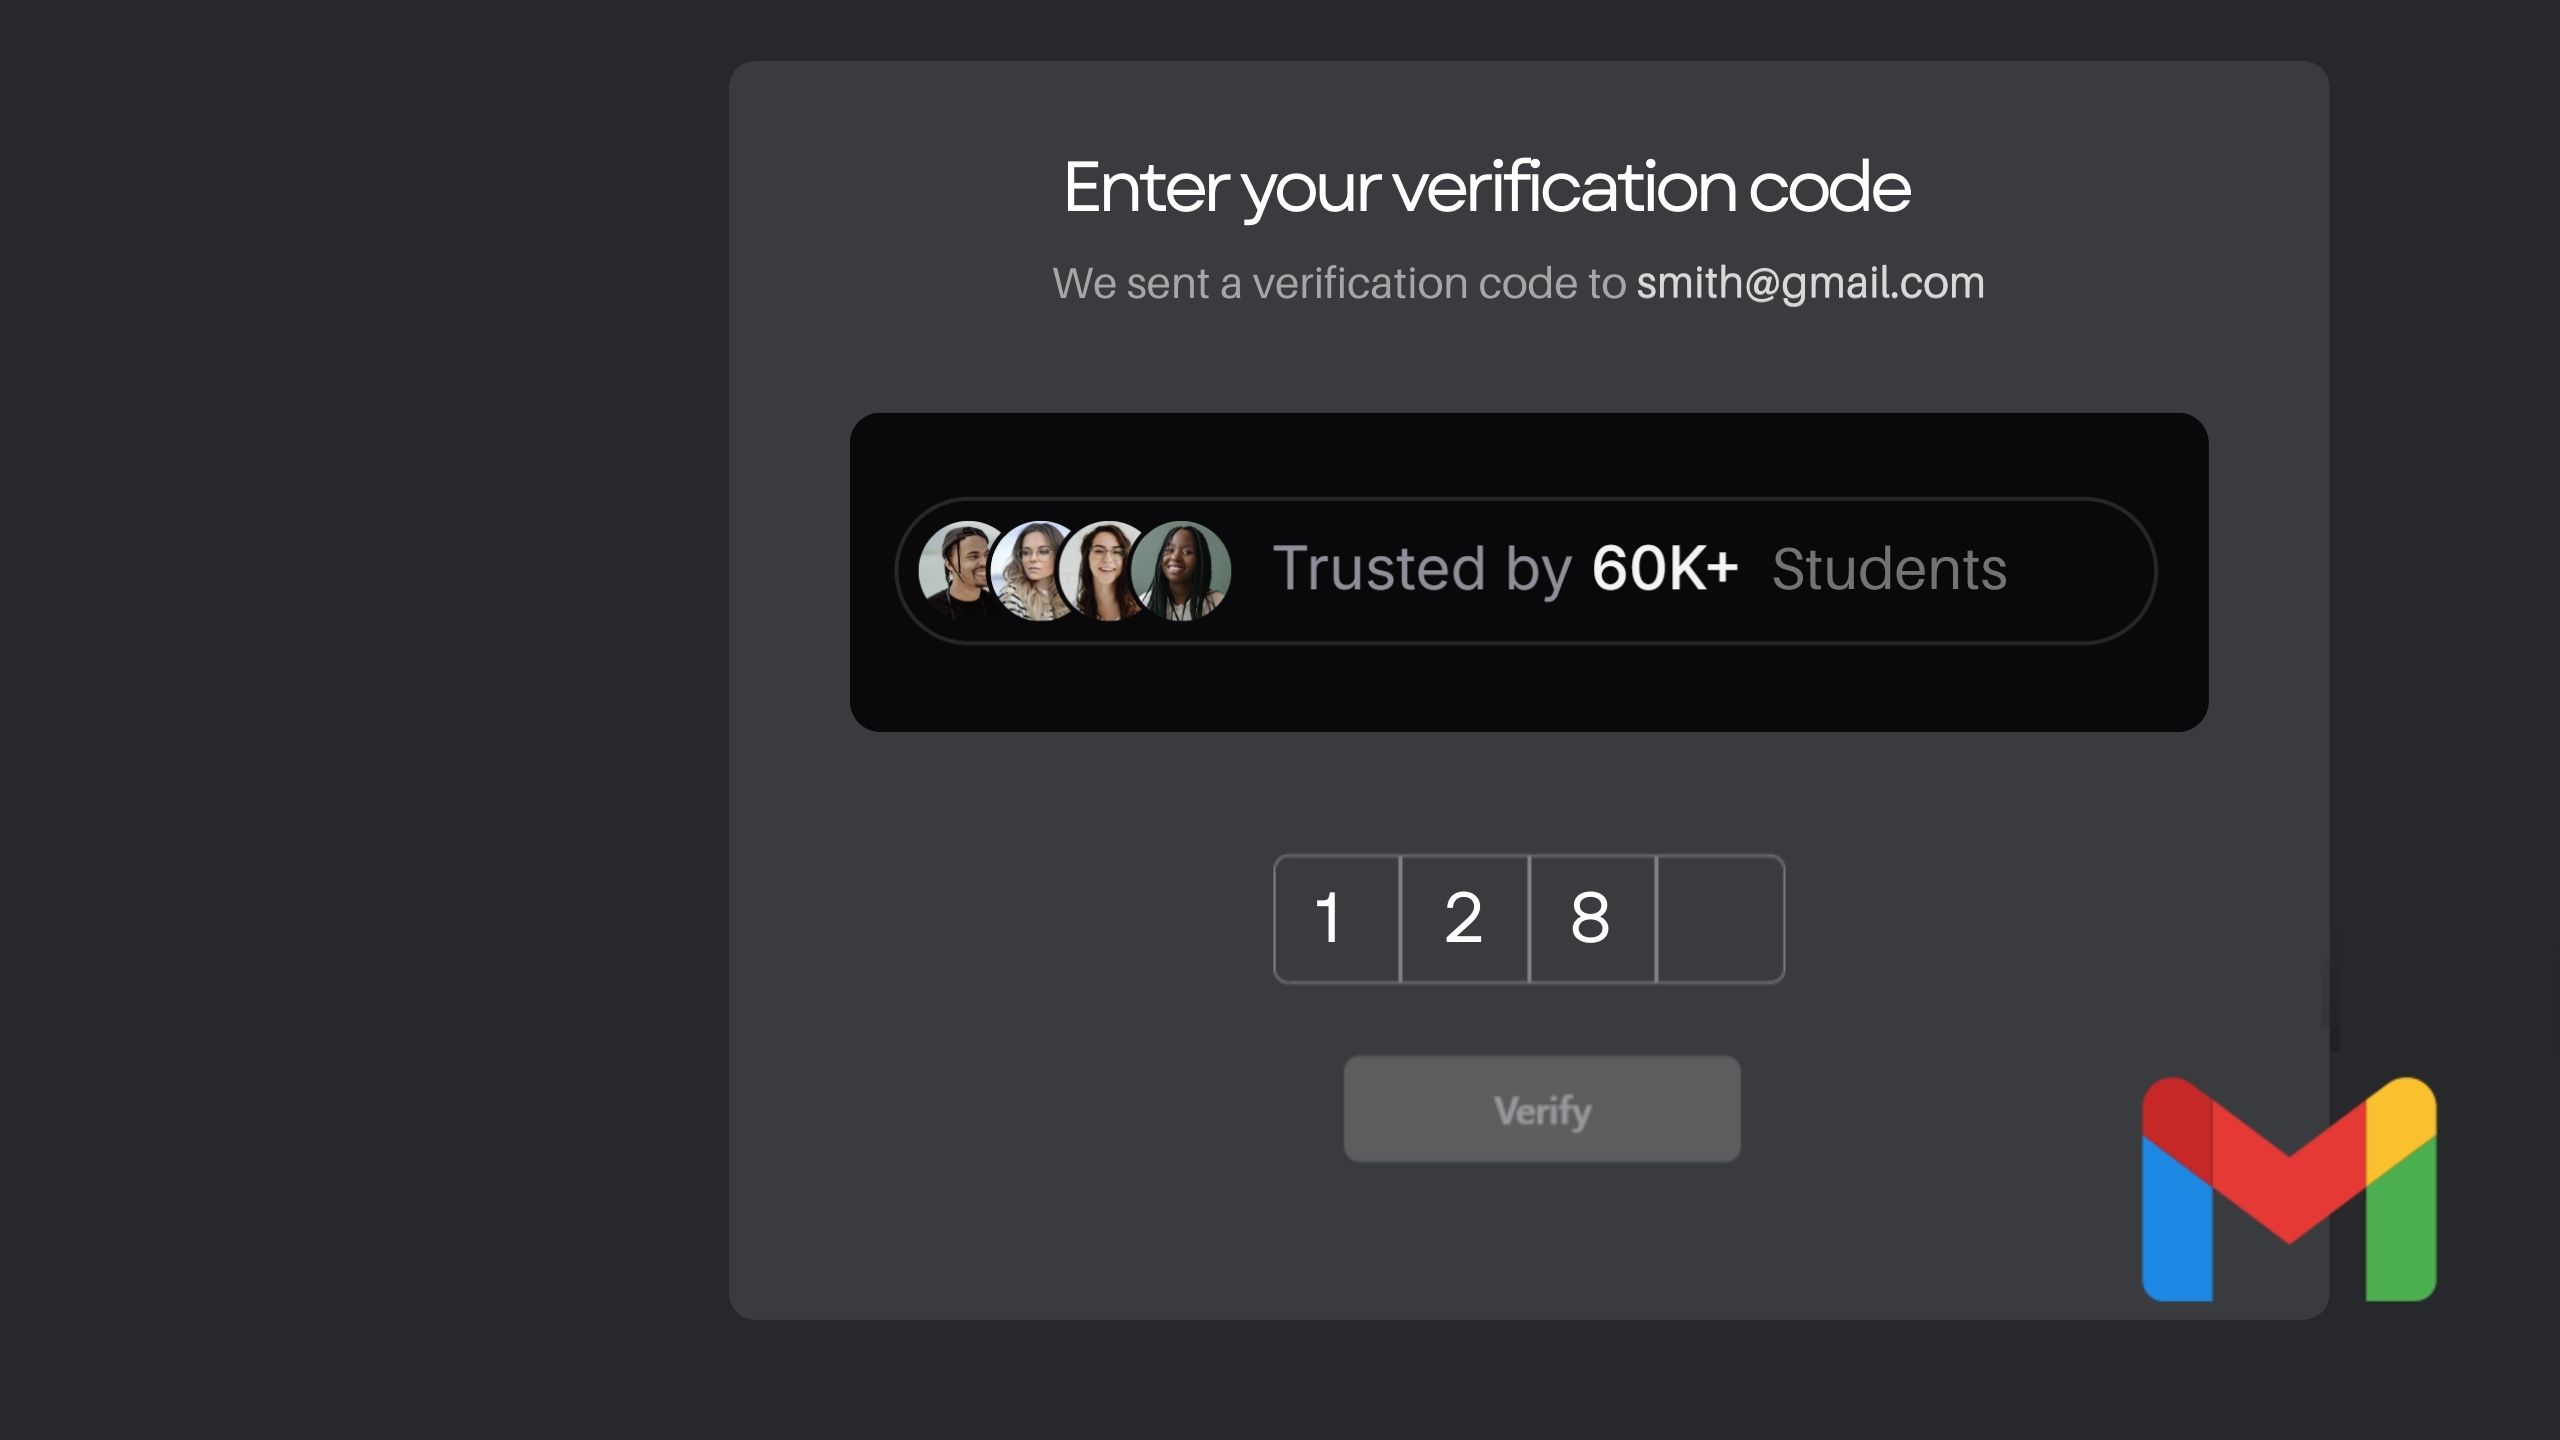 Enter your verification code
We sent a verification code to smith@gmail.com
Trusted by 60K+ Students
1 2 8
Verify